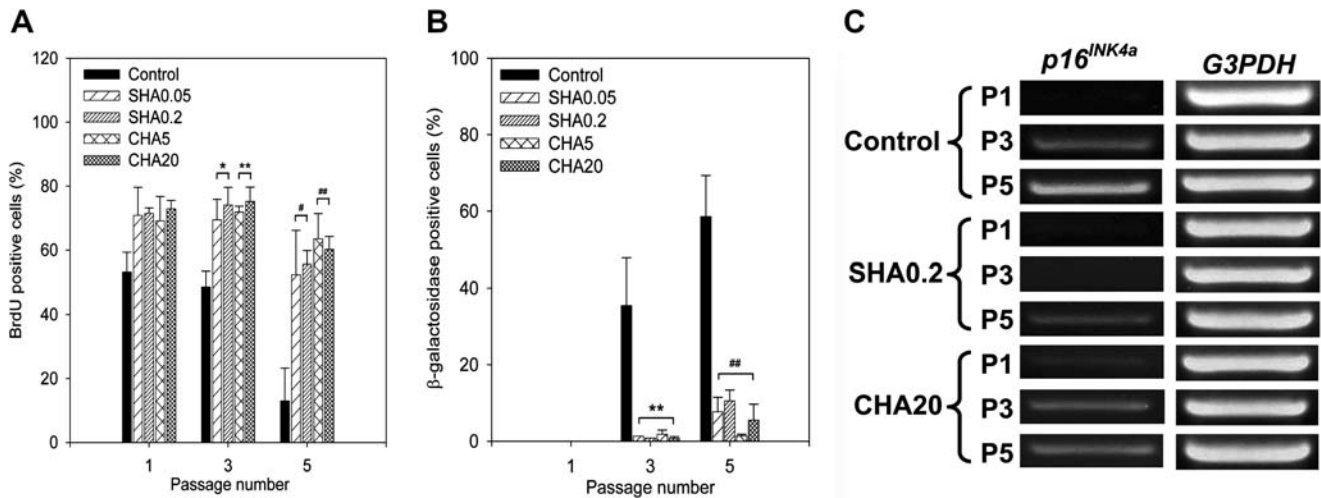 A
BrdU positive cells (%)
120
100
80
60
40
20
0
Control
SHA0.05
SHA0.2
CHA5
CHA20
*
**
#
##
1 3 5
Passage number
B
β-galactosidase positive cells (%)
100
80
60
40
20
0
Control
SHA0.05
SHA0.2
CHA5
CHA20
**
##
1 3 5
Passage number
C
p16^INK4a G3PDH
Control
P1
P3
P5
SHA0.2
P1
P3
P5
CHA20
P1
P3
P5